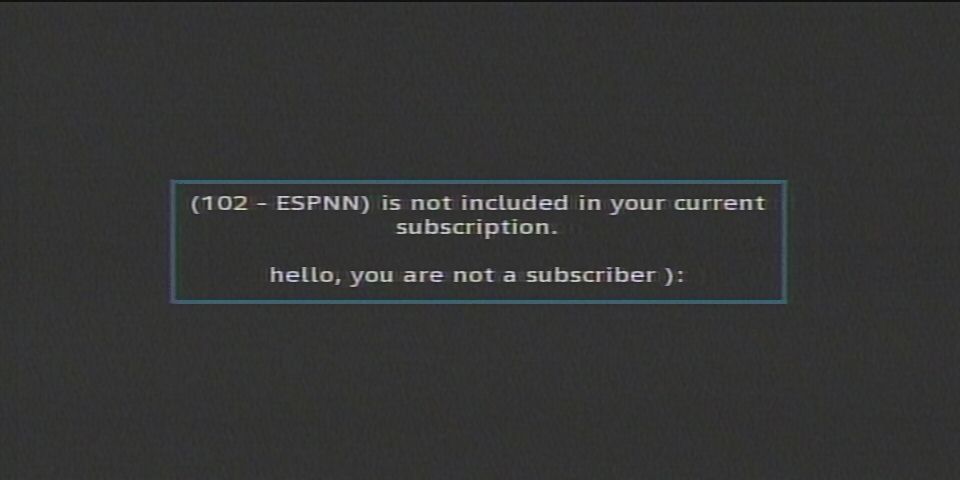 (102 - ESPNN) is not included in your current
subscription.
hello, you are not a subscriber ):